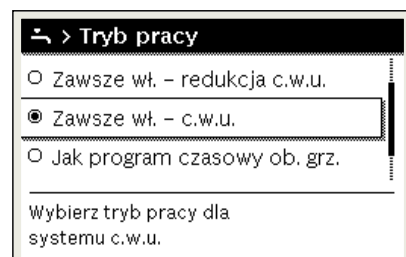 > Tryb pracy
Zawsze wł. – redukcja c.w.u.
Zawsze wł. – c.w.u.
Jak program czasowy ob. grz.
Wybierz tryb pracy dla
systemu c.w.u.